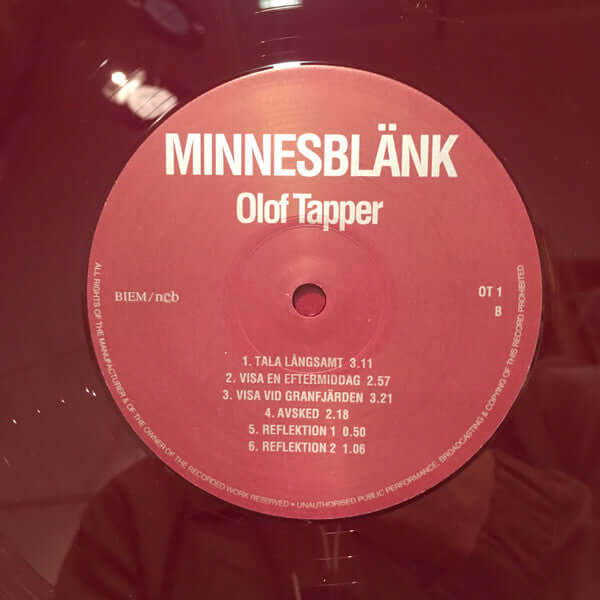 MINNESBLÄNK
Olof Tapper
BIEM/ncb
OT 1
B
1. TALA LÅNGSAMT 3.11
2. VISA EN EFTERMIDDAG 2.57
3. VISA VID GRANFJÄRDEN 3.21
4. AVSKED 2.18
5. REFLEKTION 1 0.50
6. REFLEKTION 2 1.06
ALL RIGHTS OF THE MANUFACTURER & OF THE OWNER OF THE RECORDED WORK RESERVED • UNAUTHORISED PUBLIC PERFORMANCE, BROADCASTING & COPYING OF THIS RECORD PROHIBITED